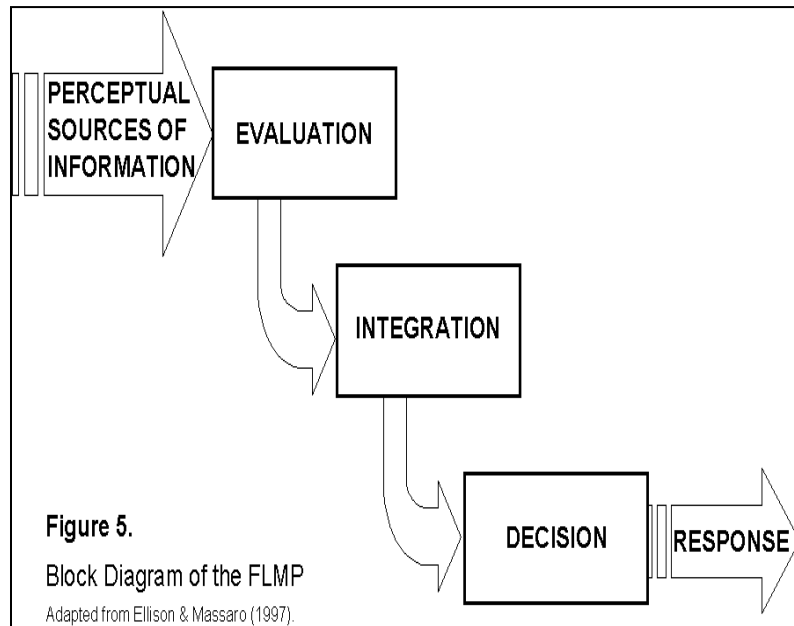 PERCEPTUAL
SOURCES OF
INFORMATION
EVALUATION
INTEGRATION
DECISION
RESPONSE
Figure 5.
Block Diagram of the FLMP
Adapted from Ellison & Massaro (1997).